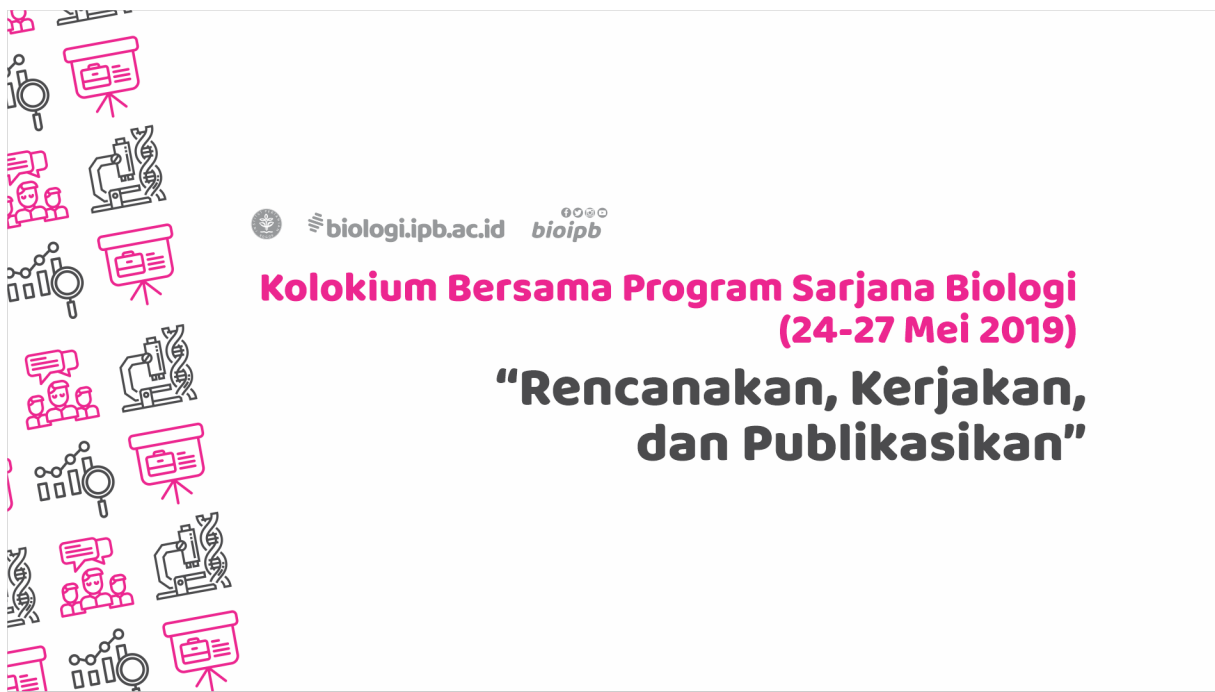 biologi.ipb.ac.id
bioipb
Kolokium Bersama Program Sarjana Biologi
(24-27 Mei 2019)
“Rencanakan, Kerjakan,
dan Publikasikan”